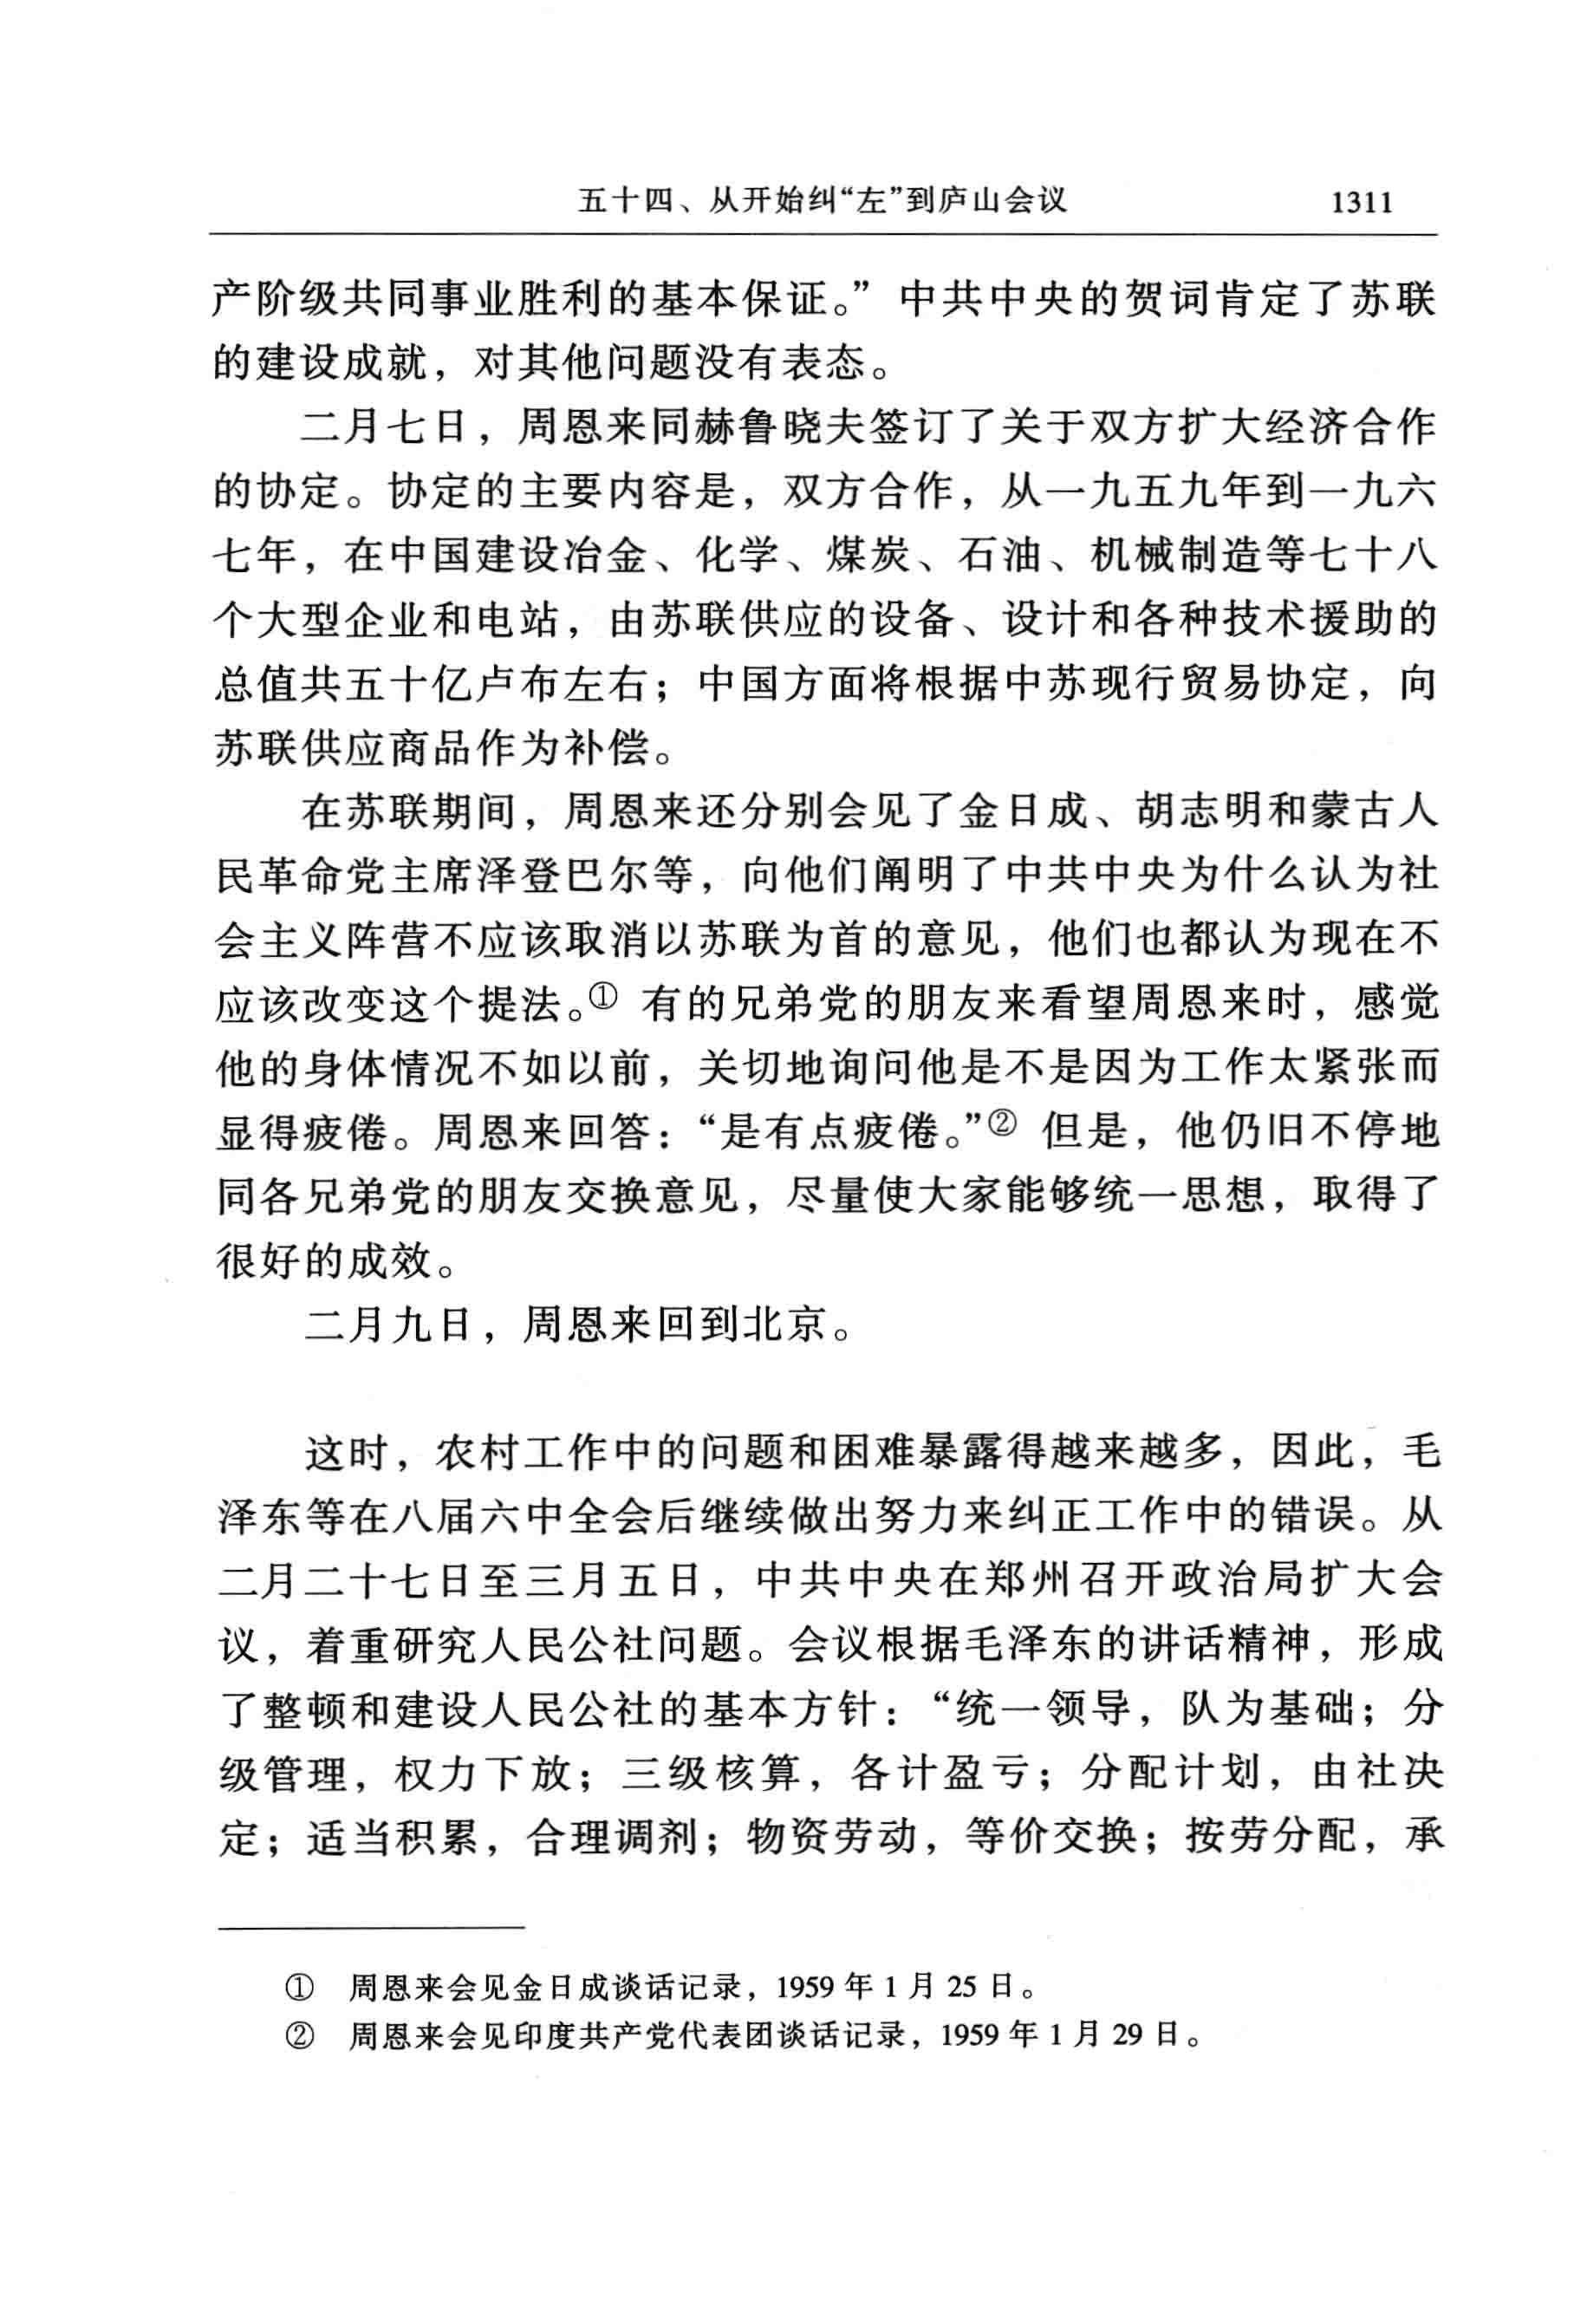 五十四、从开始纠“左”到庐山会议 1311
产阶级共同事业胜利的基本保证。”中共中央的贺词肯定了苏联
的建设成就，对其他问题没有表态。
二月七日，周恩来同赫鲁晓夫签订了关于双方扩大经济合作
的协定。协定的主要内容是，双方合作，从一九五九年到一九六
七年，在中国建设冶金、化学、煤炭、石油、机械制造等七十八
个大型企业和电站，由苏联供应的设备、设计和各种技术援助的
总值共五十亿卢布左右；中国方面将根据中苏现行贸易协定，向
苏联供应商品作为补偿。
在苏联期间，周恩来还分别会见了金日成、胡志明和蒙古人
民革命党主席泽登巴尔等，向他们阐明了中共中央为什么认为社
会主义阵营不应该取消以苏联为首的意见，他们也都认为现在不
应该改变这个提法。① 有的兄弟党的朋友来看望周恩来时，感觉
他的身体情况不如以前，关切地询问他是不是因为工作太紧张而
显得疲倦。周恩来回答：“是有点疲倦。”② 但是，他仍旧不停地
同各兄弟党的朋友交换意见，尽量使大家能够统一思想，取得了
很好的成效。
二月九日，周恩来回到北京。
这时，农村工作中的问题和困难暴露得越来越多，因此，毛
泽东等在八届六中全会后继续做出努力来纠正工作中的错误。从
二月二十七日至三月五日，中共中央在郑州召开政治局扩大会
议，着重研究人民公社问题。会议根据毛泽东的讲话精神，形成
了整顿和建设人民公社的基本方针：“统一领导，队为基础；分
级管理，权力下放；三级核算，各计盈亏；分配计划，由社决
定；适当积累，合理调剂；物资劳动，等价交换；按劳分配，承
① 周恩来会见金日成谈话记录，1959 年 1 月 25 日。
② 周恩来会见印度共产党代表团谈话记录，1959 年 1 月 29 日。